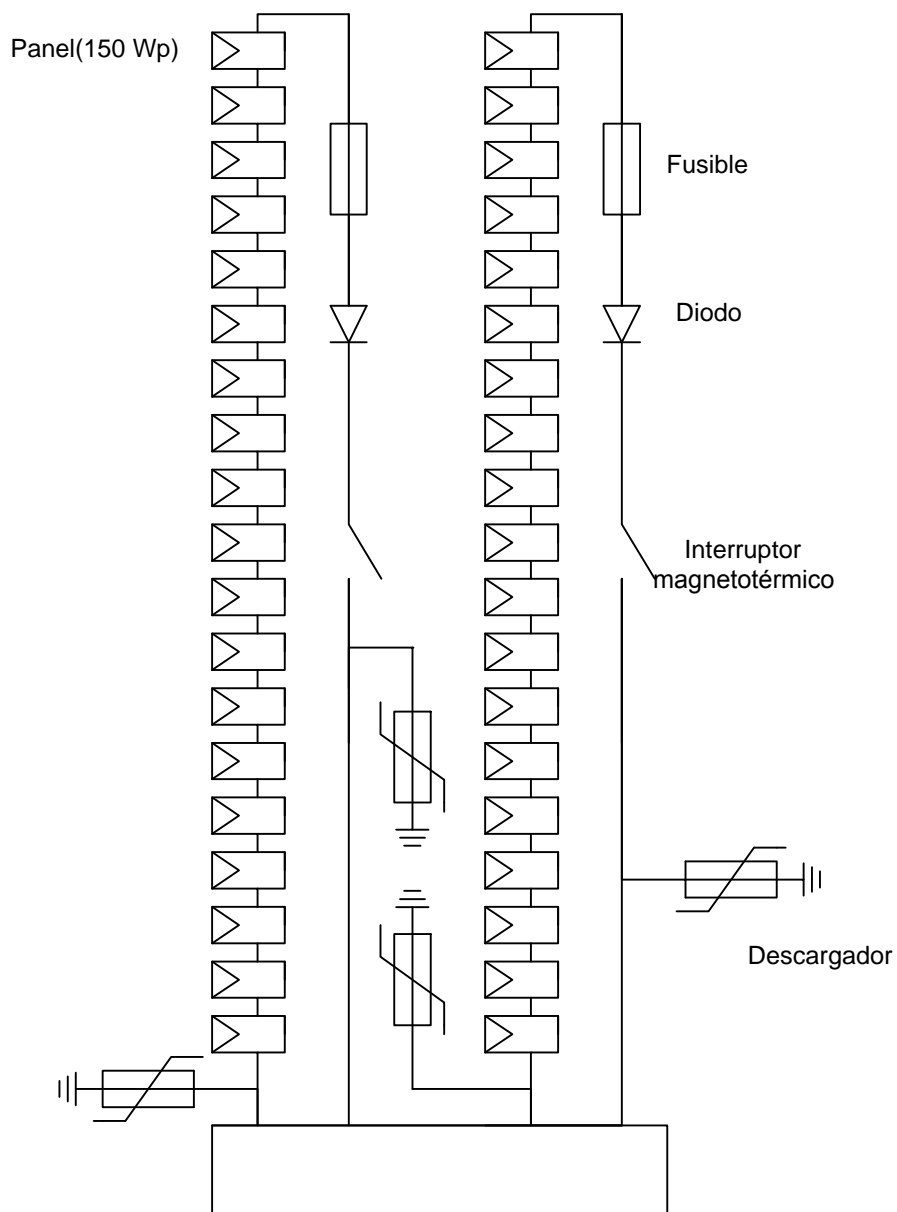 Panel(150 Wp)
Fusible
Diodo
Interruptor
magnetotérmico
Descargador